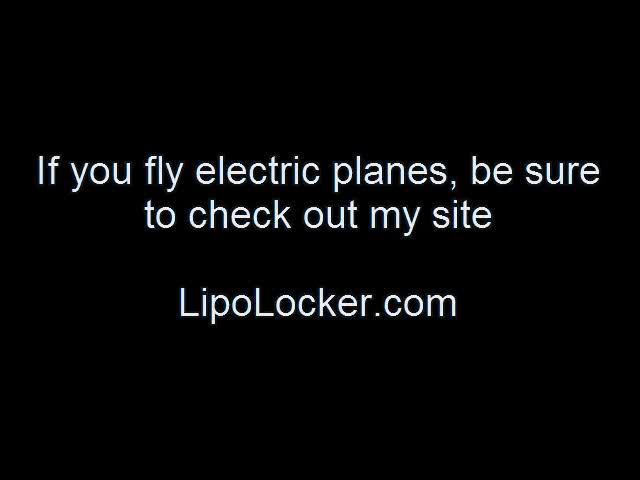 If you fly electric planes, be sure
to check out my site
LipoLocker.com